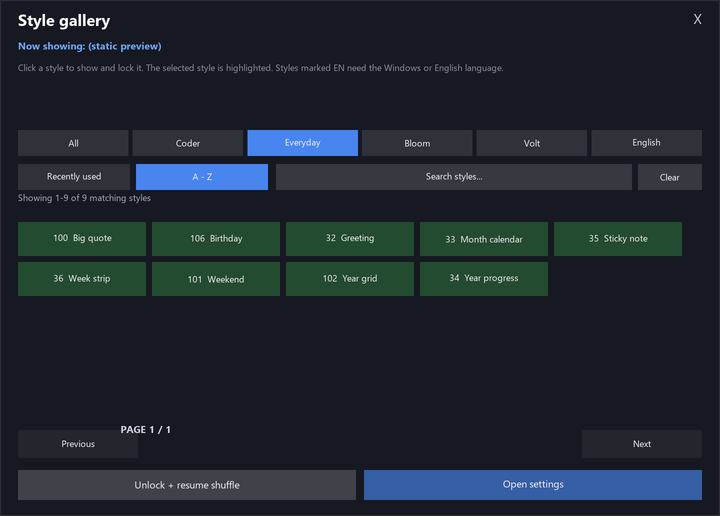 Style gallery
X
Now showing: (static preview)
Click a style to show and lock it. The selected style is highlighted. Styles marked EN need the Windows or English language.
All Coder Everyday Bloom Volt English
Recently used A - Z Search styles... Clear
Showing 1-9 of 9 matching styles
100 Big quote 106 Birthday 32 Greeting 33 Month calendar 35 Sticky note
36 Week strip 101 Weekend 102 Year grid 34 Year progress
PAGE 1 / 1
Previous Next
Unlock + resume shuffle Open settings